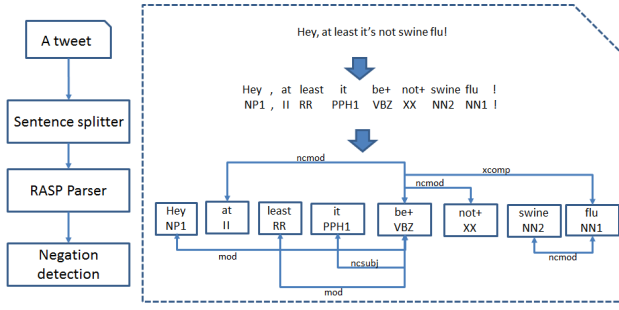 A tweet
Sentence splitter
RASP Parser
Negation
detection
Hey, at least it's not swine flu!
Hey , at least it be+ not+ swine flu !
NP1 , II RR PPH1 VBZ XX NN2 NN1 !
ncmod
xcomp
ncmod
Hey at least it be+ not+ swine flu
NP1 II RR PPH1 VBZ XX NN2 NN1
mod
ncsubj
ncmod
mod